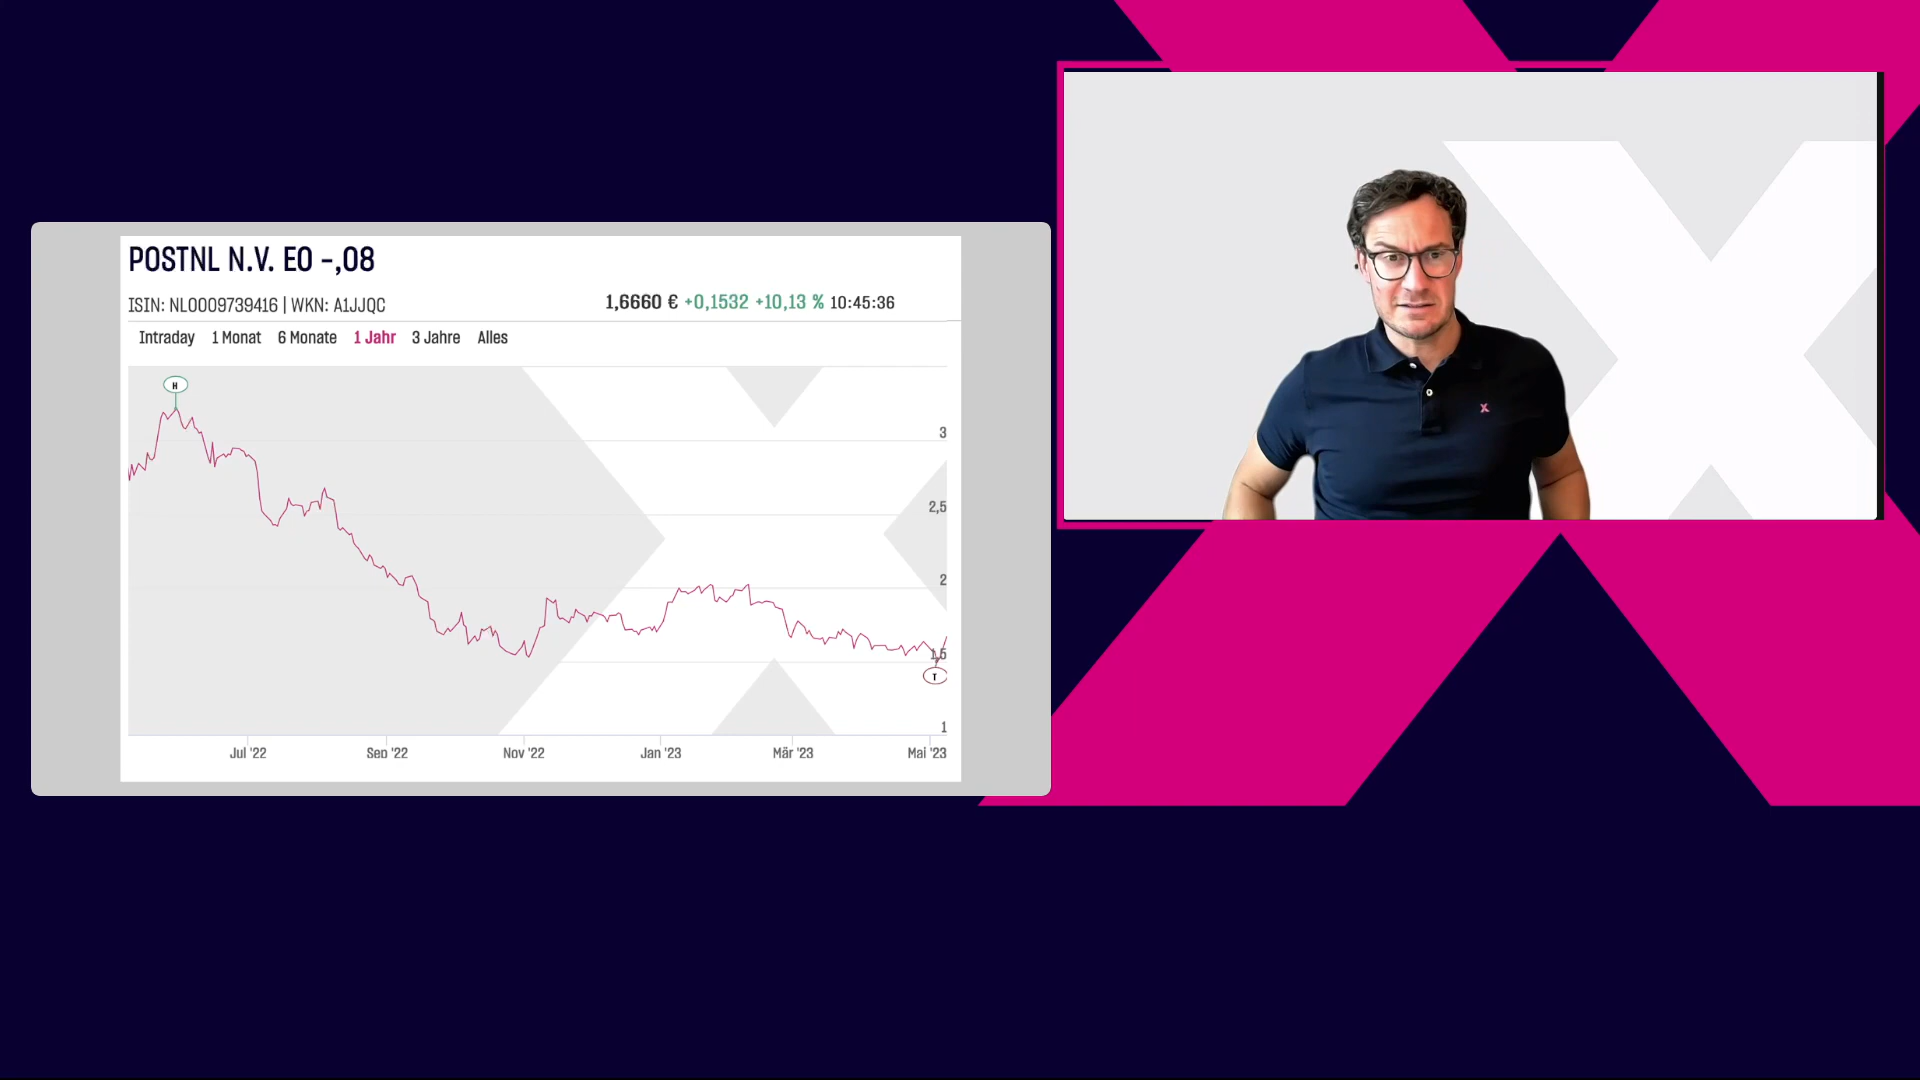 POSTNL N.V. EO -,08
ISIN: NL0009739416 | WKN: A1JJQC
1,6660 € +0,1532 +10,13 % 10:45:36
Intraday 1 Monat 6 Monate 1 Jahr 3 Jahre Alles
H
3
2,5
2
1,5
T
1
Jul '22 Sep '22 Nov '22 Jan '23 Mär '23 Mai '23